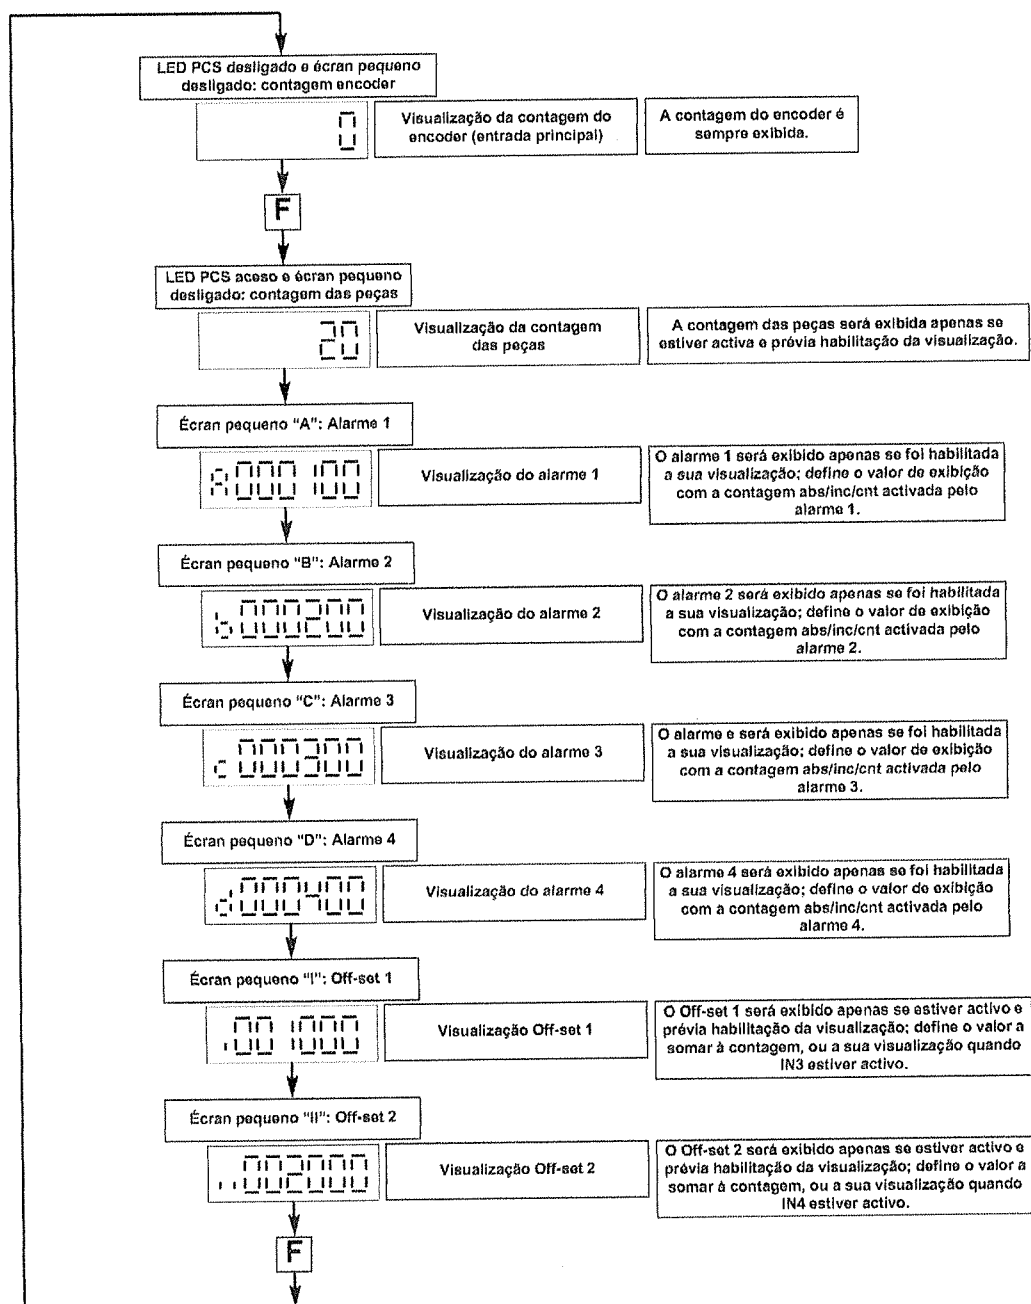 LED PCS desligado e écran pequeno
desligado: contagem encoder
0
Visualização da contagem do
encoder (entrada principal)
A contagem do encoder é
sempre exibida.
F
LED PCS aceso e écran pequeno
desligado: contagem das peças
20
Visualização da contagem
das peças
A contagem das peças será exibida apenas se
estiver activa e prévia habilitação da visualização.
Écran pequeno "A": Alarme 1
A000100
Visualização do alarme 1
O alarme 1 será exibido apenas se foi habilitada
a sua visualização; define o valor de exibição
com a contagem abs/inc/cnt activada pelo
alarme 1.
Écran pequeno "B": Alarme 2
b000200
Visualização do alarme 2
O alarme 2 será exibido apenas se foi habilitada
a sua visualização; define o valor de exibição
com a contagem abs/inc/cnt activada pelo
alarme 2.
Écran pequeno "C": Alarme 3
c000300
Visualização do alarme 3
O alarme e será exibido apenas se foi habilitada
a sua visualização; define o valor de exibição
com a contagem abs/inc/cnt activada pelo
alarme 3.
Écran pequeno "D": Alarme 4
d000400
Visualização do alarme 4
O alarme 4 será exibido apenas se foi habilitada
a sua visualização; define o valor de exibição
com a contagem abs/inc/cnt activada pelo
alarme 4.
Écran pequeno "I": Off-set 1
ı001000
Visualização Off-set 1
O Off-set 1 será exibido apenas se estiver activo e
prévia habilitação da visualização; define o valor a
somar à contagem, ou a sua visualização quando
IN3 estiver activo.
Écran pequeno "II": Off-set 2
ıı002000
Visualização Off-set 2
O Off-set 2 será exibido apenas se estiver activo e
prévia habilitação da visualização; define o valor a
somar à contagem, ou a sua visualização quando
IN4 estiver activo.
F